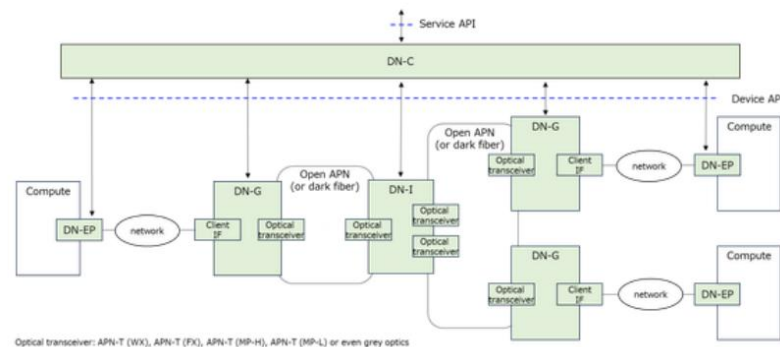 Service API
DN-C
Device AP
DN-G
Compute
Open APN
(or dark fiber)
Optical
transceiver
Client
IF
network
DN-EP
Compute
DN-EP
network
DN-G
Client
IF
Optical
transceiver
Open APN
(or dark fiber)
DN-I
Optical
transceiver
Optical
transceiver
Optical
transceiver
DN-G
Compute
Optical
transceiver
Client
IF
network
DN-EP
Optical transceiver: APN-T (WX), APN-T (FX), APN-T (MP-H), APN-T (MP-L) or even grey optics